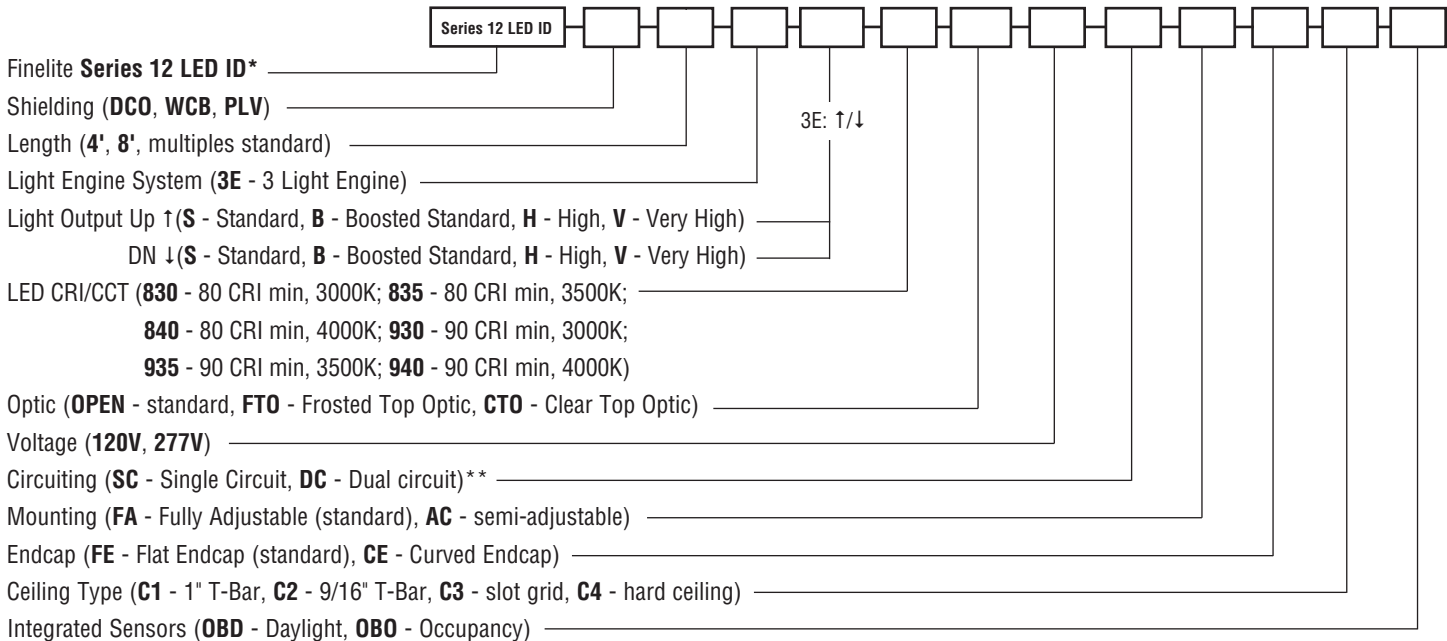 Series 12 LED ID
Finelite Series 12 LED ID*
Shielding (DCO, WCB, PLV)
3E: ↑/↓
Length (4', 8', multiples standard)
Light Engine System (3E - 3 Light Engine)
Light Output Up ↑(S - Standard, B - Boosted Standard, H - High, V - Very High)
DN ↓(S - Standard, B - Boosted Standard, H - High, V - Very High)
LED CRI/CCT (830 - 80 CRI min, 3000K; 835 - 80 CRI min, 3500K;
840 - 80 CRI min, 4000K; 930 - 90 CRI min, 3000K;
935 - 90 CRI min, 3500K; 940 - 90 CRI min, 4000K)
Optic (OPEN - standard, FTO - Frosted Top Optic, CTO - Clear Top Optic)
Voltage (120V, 277V)
Circuiting (SC - Single Circuit, DC - Dual circuit)**
Mounting (FA - Fully Adjustable (standard), AC - semi-adjustable)
Endcap (FE - Flat Endcap (standard), CE - Curved Endcap)
Ceiling Type (C1 - 1" T-Bar, C2 - 9/16" T-Bar, C3 - slot grid, C4 - hard ceiling)
Integrated Sensors (OBD - Daylight, OBO - Occupancy)